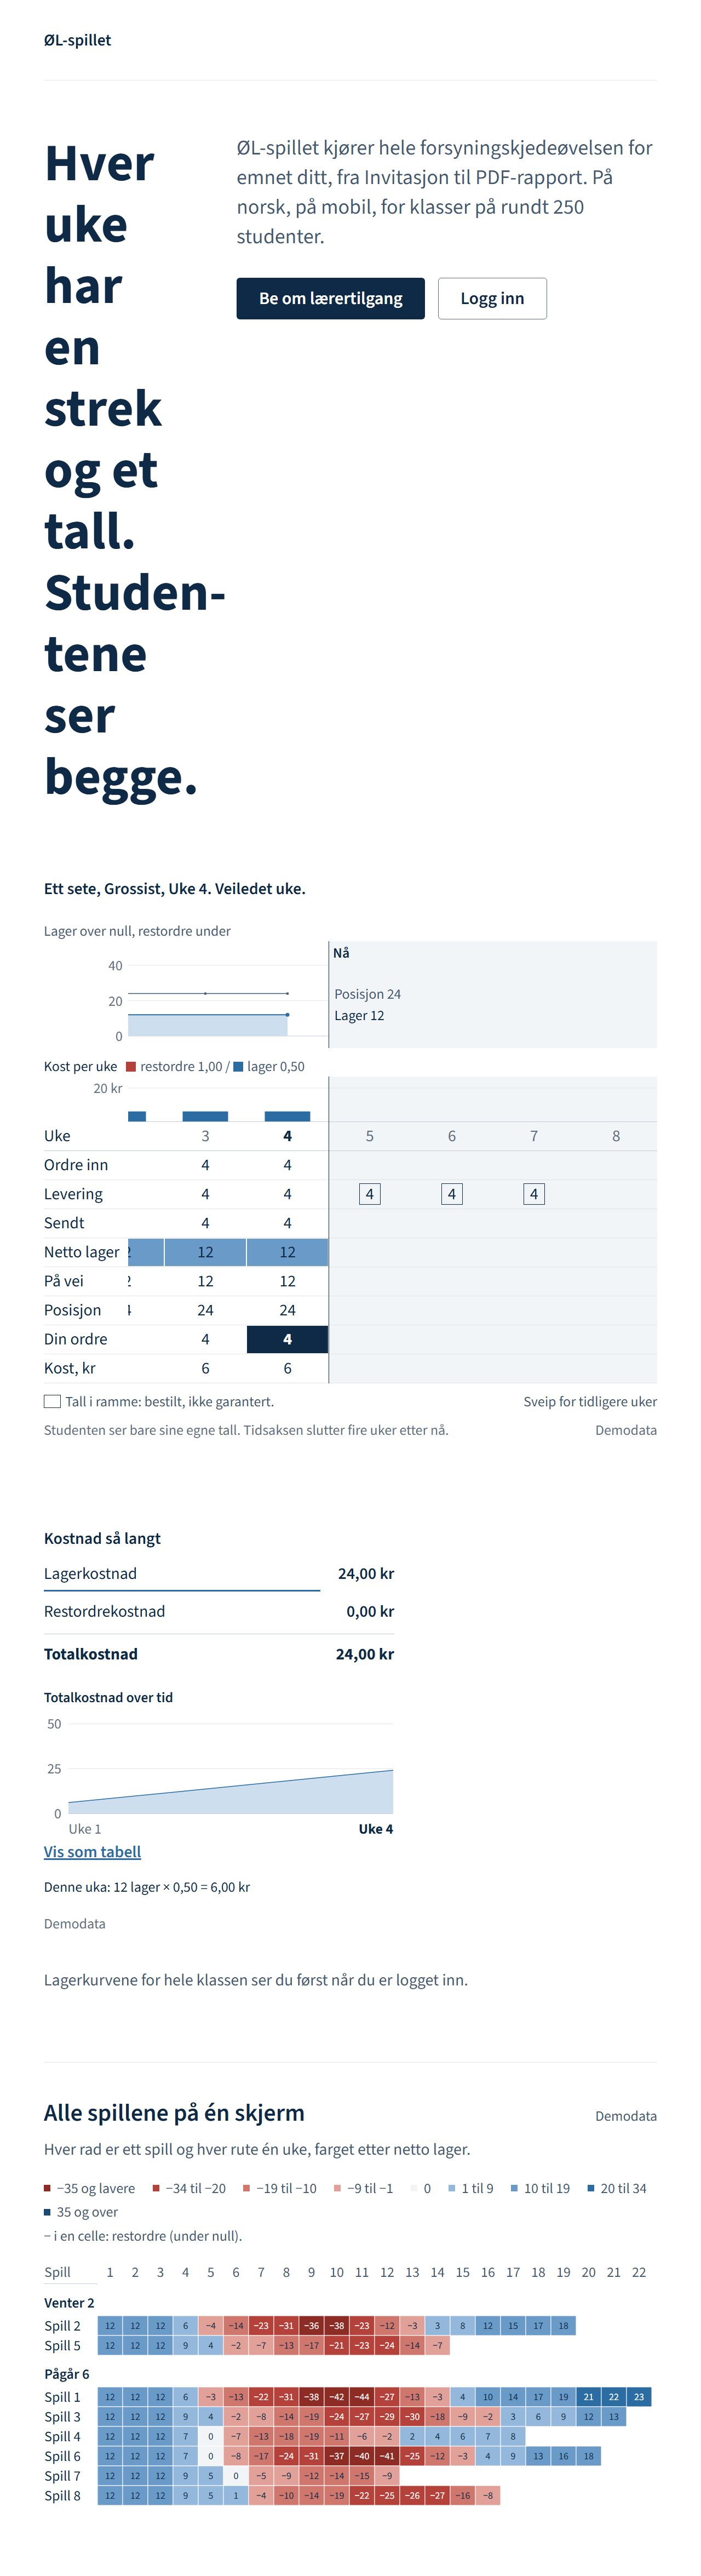 ØL-spillet
Hver
uke
har
en
strek
og et
tall.
Studen-
tene
ser
begge.
ØL-spillet kjører hele forsyningskjedeøvelsen for
emnet ditt, fra Invitasjon til PDF-rapport. På
norsk, på mobil, for klasser på rundt 250
studenter.
Be om lærertilgang Logg inn
Ett sete, Grossist, Uke 4. Veiledet uke.
Lager over null, restordre under
Nå
40
20
0
Posisjon 24
Lager 12
Kost per uke restordre 1,00 / lager 0,50
20 kr
Uke 3 4 5 6 7 8
Ordre inn 4 4
Levering 4 4 4 4 4
Sendt 4 4
Netto lager 12 12
På vei 12 12
Posisjon 24 24
Din ordre 4 4
Kost, kr 6 6
Tall i ramme: bestilt, ikke garantert. Sveip for tidligere uker
Studenten ser bare sine egne tall. Tidsaksen slutter fire uker etter nå. Demodata
Kostnad så langt
Lagerkostnad 24,00 kr
Restordrekostnad 0,00 kr
Totalkostnad 24,00 kr
Totalkostnad over tid
50
25
0
Uke 1 Uke 4
Vis som tabell
Denne uka: 12 lager × 0,50 = 6,00 kr
Demodata
Lagerkurvene for hele klassen ser du først når du er logget inn.
Alle spillene på én skjerm Demodata
Hver rad er ett spill og hver rute én uke, farget etter netto lager.
−35 og lavere −34 til −20 −19 til −10 −9 til −1 0 1 til 9 10 til 19 20 til 34
35 og over
− i en celle: restordre (under null).
Spill 1 2 3 4 5 6 7 8 9 10 11 12 13 14 15 16 17 18 19 20 21 22
Venter 2
Spill 2 12 12 12 6 −4 −14 −23 −31 −36 −38 −23 −12 −3 3 8 12 15 17 18
Spill 5 12 12 12 9 4 −2 −7 −13 −17 −21 −23 −24 −14 −7
Pågår 6
Spill 1 12 12 12 6 −3 −13 −22 −31 −38 −42 −44 −27 −13 −3 4 10 14 17 19 21 22 23
Spill 3 12 12 12 9 4 −2 −8 −14 −19 −24 −27 −29 −30 −18 −9 −2 3 6 9 12 13
Spill 4 12 12 12 7 0 −7 −13 −18 −19 −11 −6 −2 2 4 6 7 8
Spill 6 12 12 12 7 0 −8 −17 −24 −31 −37 −40 −41 −25 −12 −3 4 9 13 16 18
Spill 7 12 12 12 9 5 0 −5 −9 −12 −14 −15 −9
Spill 8 12 12 12 9 5 1 −4 −10 −14 −19 −22 −25 −26 −27 −16 −8